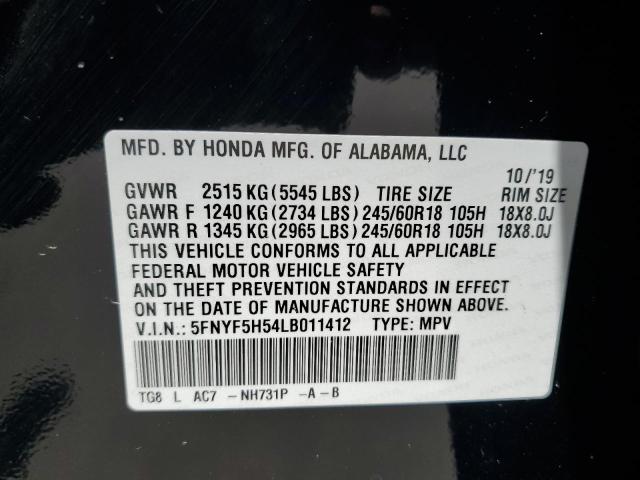 MFD. BY HONDA MFG. OF ALABAMA, LLC
10/'19
GVWR 2515 KG (5545 LBS) TIRE SIZE RIM SIZE
GAWR F 1240 KG (2734 LBS) 245/60R18 105H 18X8.0J
GAWR R 1345 KG (2965 LBS) 245/60R18 105H 18X8.0J
THIS VEHICLE CONFORMS TO ALL APPLICABLE
FEDERAL MOTOR VEHICLE SAFETY
AND THEFT PREVENTION STANDARDS IN EFFECT
ON THE DATE OF MANUFACTURE SHOWN ABOVE.
V.I.N.: 5FNYF5H54LB011412 TYPE: MPV
TG8 L AC7 - NH731P - A - B